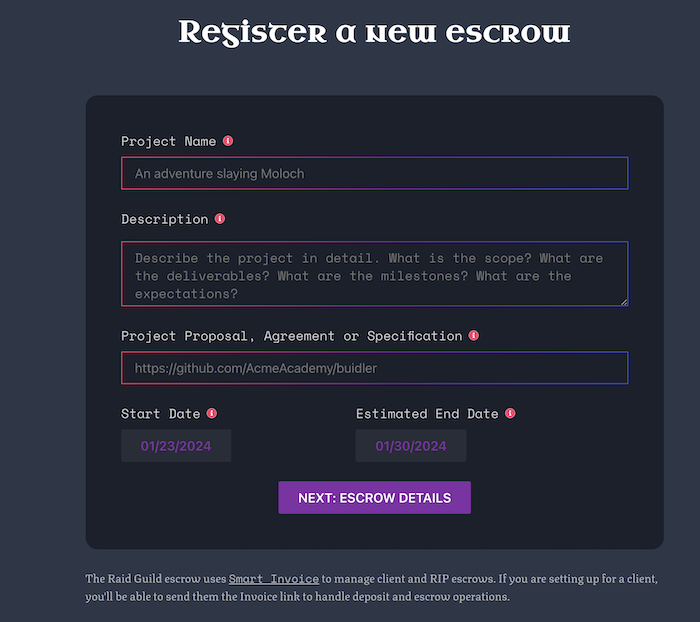 Register a new escrow
Project Name
An adventure slaying Moloch
Description
Describe the project in detail. What is the scope? What are
the deliverables? What are the milestones? What are the
expectations?
Project Proposal, Agreement or Specification
https://github.com/AcmeAcademy/buidler
Start Date
Estimated End Date
01/23/2024
01/30/2024
NEXT: ESCROW DETAILS
The Raid Guild escrow uses Smart Invoice to manage client and RIP escrows. If you are setting up for a client,
you'll be able to send them the Invoice link to handle deposit and escrow operations.